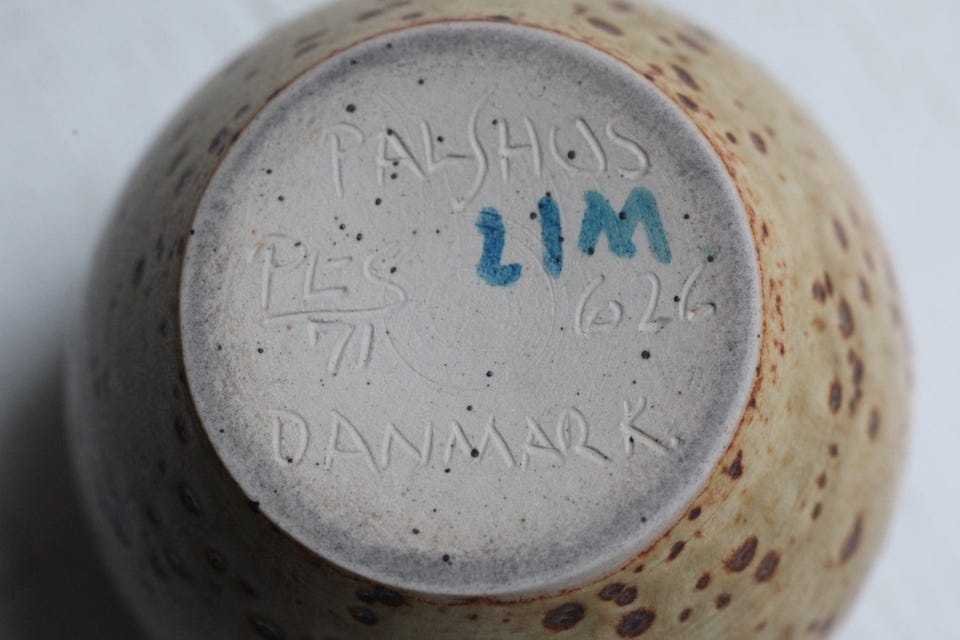 PALSHUS
LIM
PLS 626
71
DANMARK.